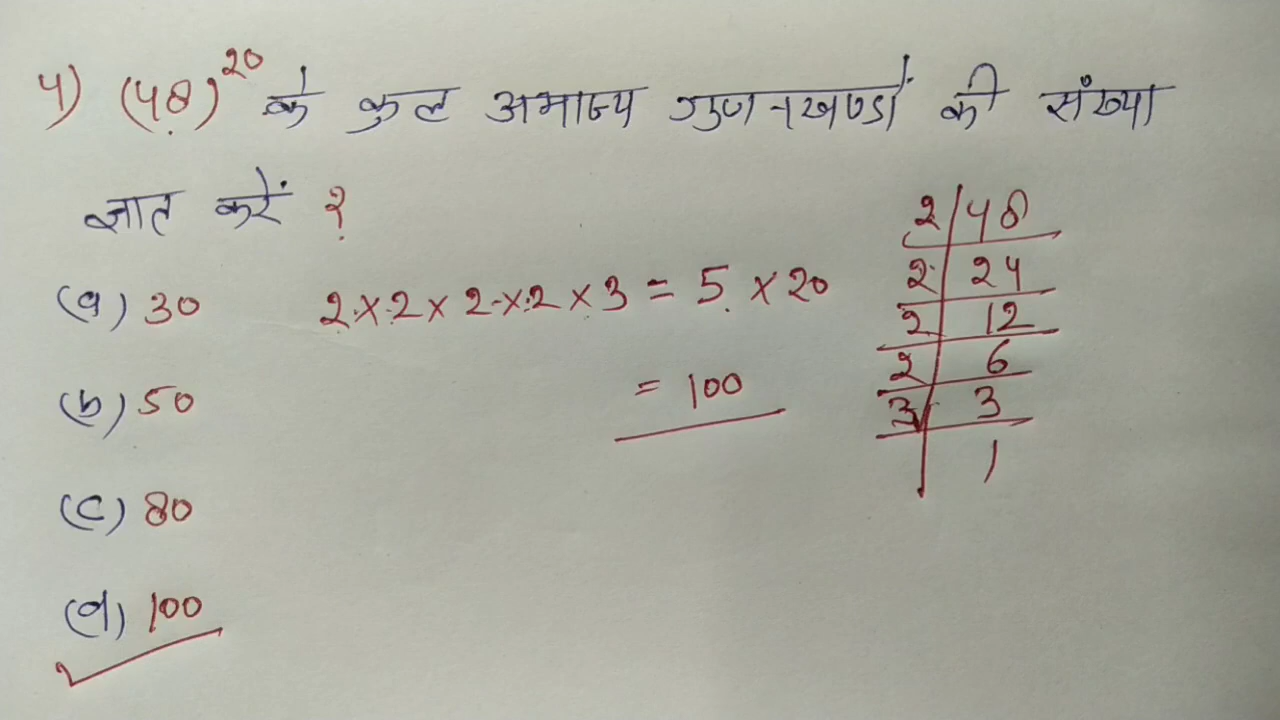 4) (48)²⁰ के कुल अभाज्य गुणनखण्डों की संख्या
ज्ञात करें ?
(a) 30
(b) 50
(c) 80
(d) 100
2 × 2 × 2 × 2 × 3 = 5 × 20
= 100
2 | 48
2 | 24
2 | 12
2 | 6
3 | 3
| 1